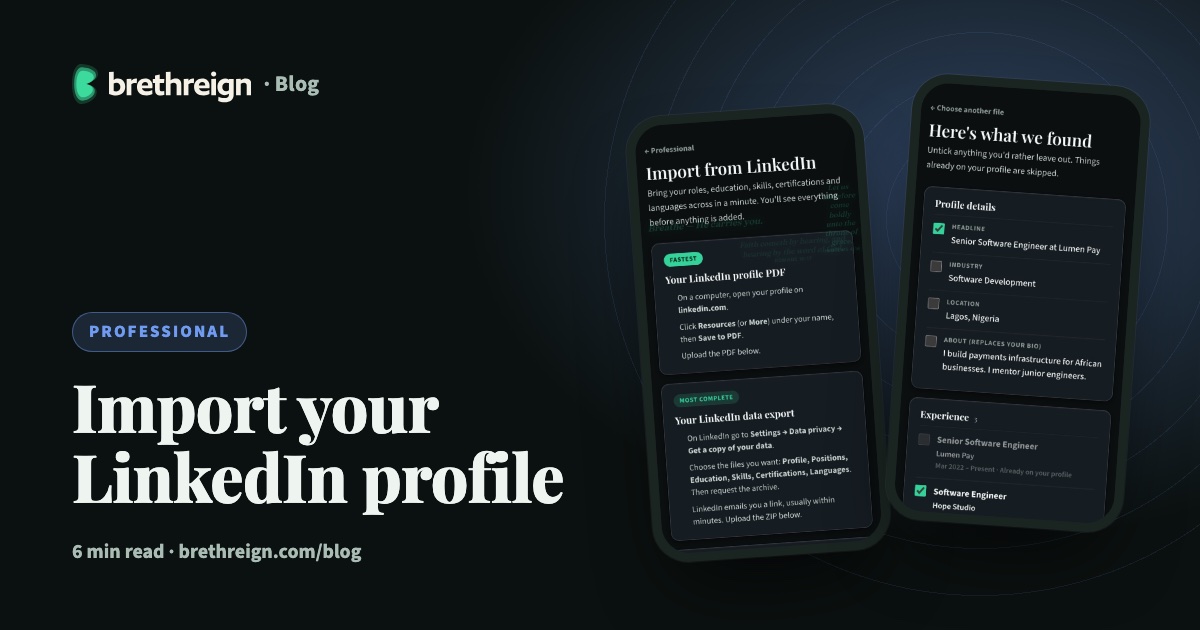 brethreign · Blog
PROFESSIONAL
Import your
LinkedIn profile
6 min read · brethreign.com/blog
← Professional
Import from LinkedIn
Bring your roles, education, skills, certifications and
languages across in a minute. You'll see everything
before anything is added.
FASTEST
Your LinkedIn profile PDF
On a computer, open your profile on
linkedin.com.
Click Resources (or More) under your name,
then Save to PDF.
Upload the PDF below.
MOST COMPLETE
Your LinkedIn data export
On LinkedIn go to Settings → Data privacy →
Get a copy of your data.
Choose the files you want: Profile, Positions,
Education, Skills, Certifications, Languages.
Then request the archive.
LinkedIn emails you a link, usually within
minutes. Upload the ZIP below.
← Choose another file
Here's what we found
Untick anything you'd rather leave out. Things
already on your profile are skipped.
Profile details
HEADLINE
Senior Software Engineer at Lumen Pay
INDUSTRY
Software Development
LOCATION
Lagos, Nigeria
ABOUT (REPLACES YOUR BIO)
I build payments infrastructure for African
businesses. I mentor junior engineers.
Experience 3
Senior Software Engineer
Lumen Pay
Mar 2022 – Present · Already on your profile
Software Engineer
Hope Studio